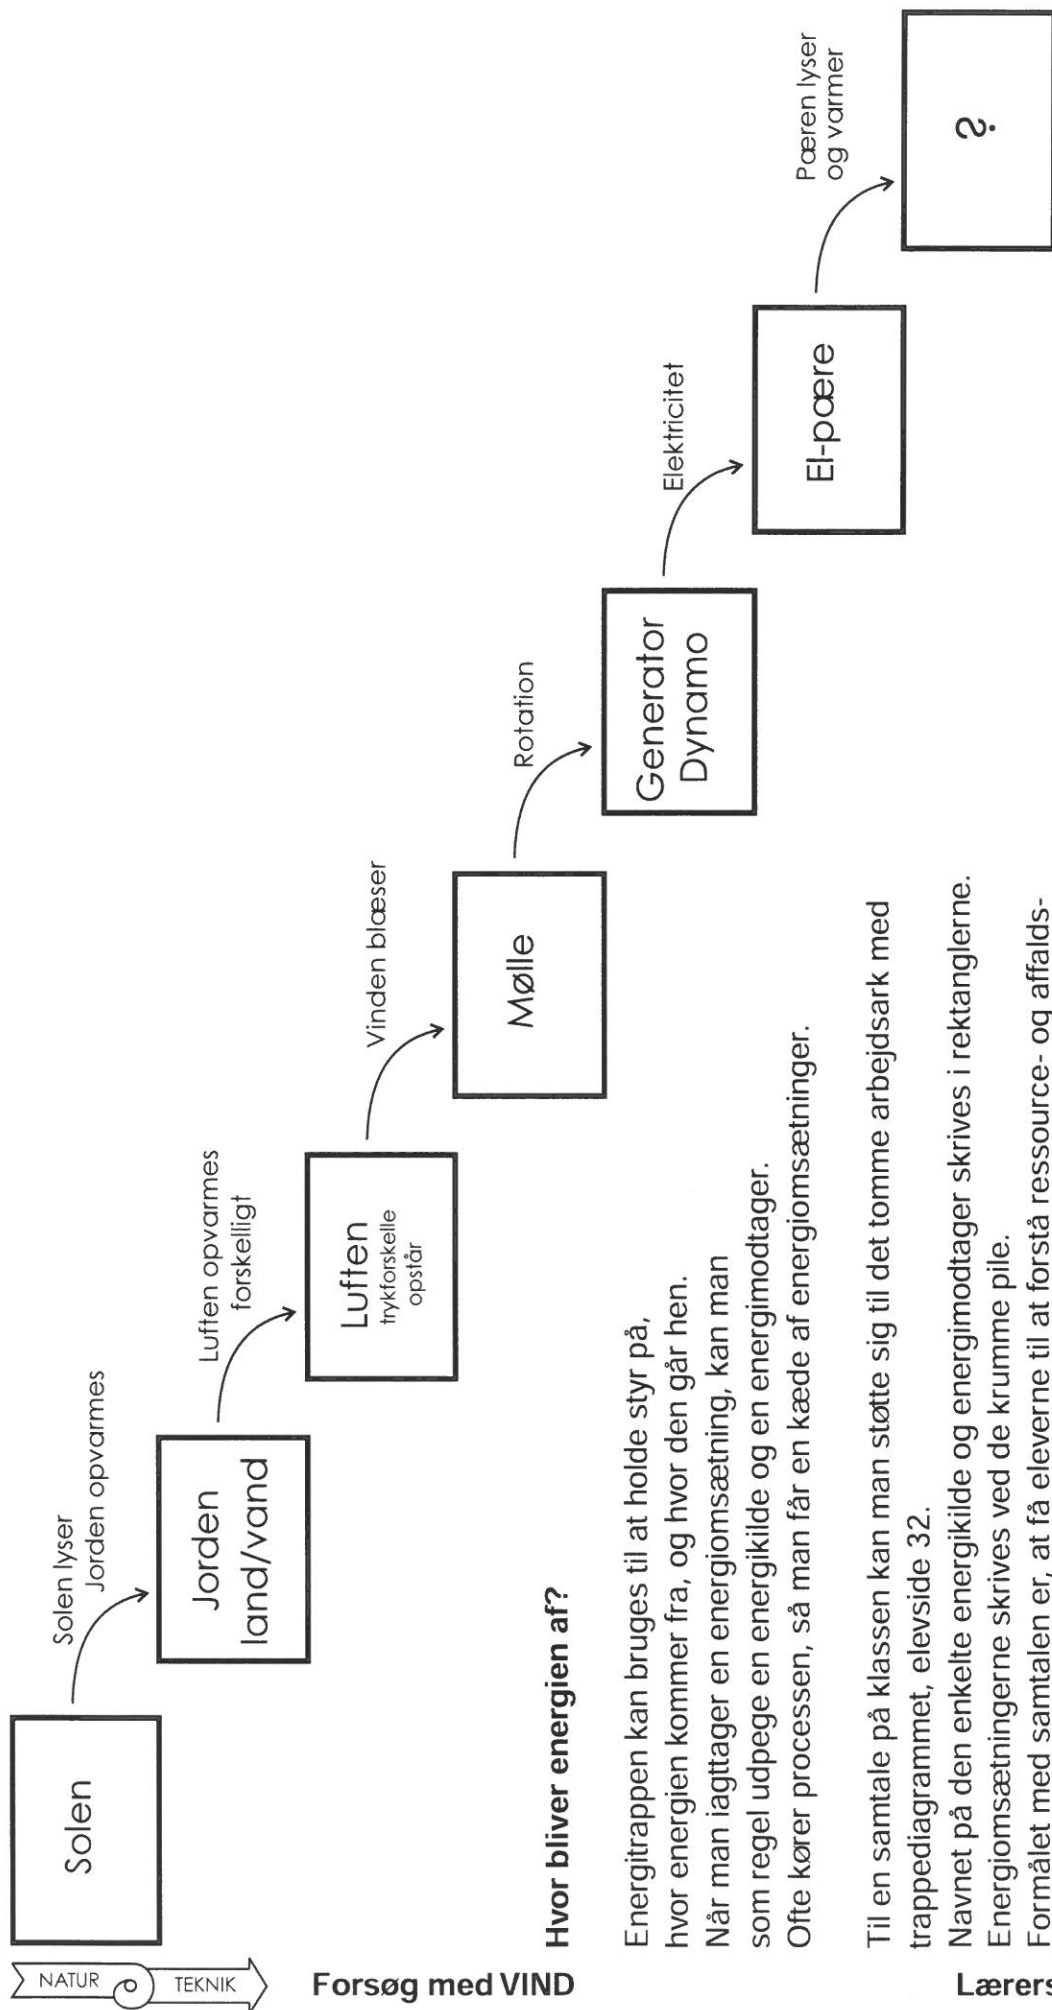 NATUR
TEKNIK
Forsøg med VIND
Solen
Solen lyser
Jorden opvarmes
Jorden
land/vand
Luften opvarmes
forskelligt
Luften
trykforskelle
opstår
Vinden blæser
Mølle
Rotation
Generator
Dynamo
Elektricitet
El-pære
Pæren lyser
og varmer
?
Hvor bliver energien af?
Energitrappen kan bruges til at holde styr på,
hvor energien kommer fra, og hvor den går hen.
Når man iagttager en energiomsætning, kan man
som regel udpege en energikilde og en energimodtager.
Ofte kører processen, så man får en kæde af energiomsætninger.
Til en samtale på klassen kan man støtte sig til det tomme arbejdsark med
trappediagrammet, elevside 32.
Navnet på den enkelte energikilde og energimodtager skrives i rektanglerne.
Energiomsætningerne skrives ved de krumme pile.
Formålet med samtalen er, at få eleverne til at forstå ressource- og affalds-